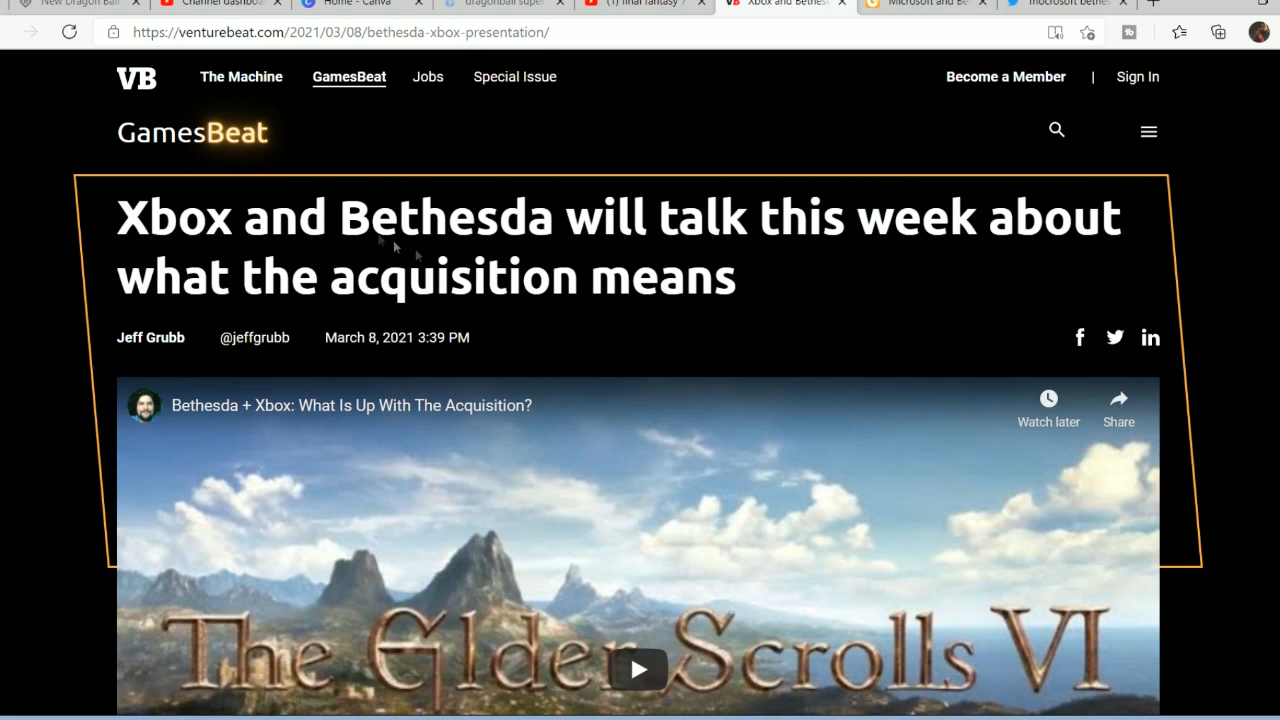 New Dragon Ball
Channel dashboa
Home - Canva
dragonball super
(1) final fantasy 7
Xbox and Bethes
Microsoft and Be
mocrosoft bethes
https://venturebeat.com/2021/03/08/bethesda-xbox-presentation/
VB The Machine GamesBeat Jobs Special Issue Become a Member | Sign In
GamesBeat
Xbox and Bethesda will talk this week about
what the acquisition means
Jeff Grubb @jeffgrubb March 8, 2021 3:39 PM
Bethesda + Xbox: What Is Up With The Acquisition?
Watch later Share
The Elder Scrolls VI